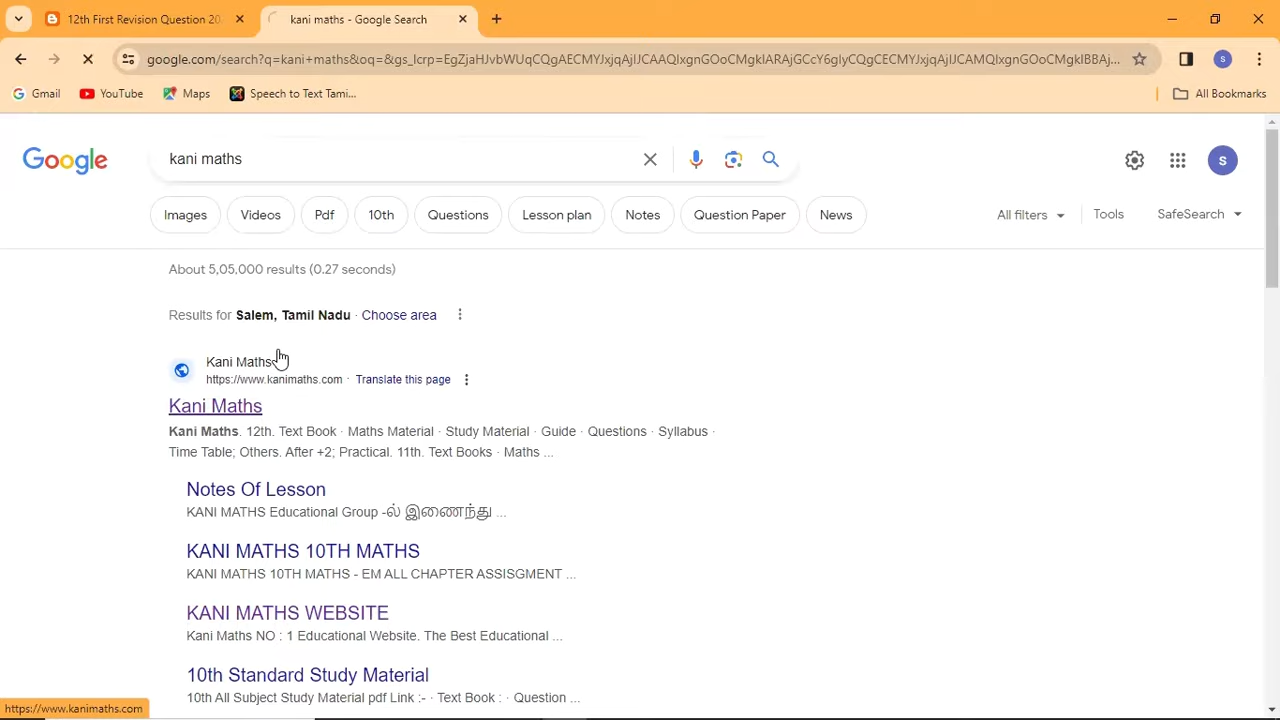 12th First Revision Question 20
kani maths - Google Search
google.com/search?q=kani+maths&oq=&gs_lcrp=EgZjaHJvbWUqCQgAECMYJxjqAjIJCAAQIxgnGOoCMgkIARAjGCcY6gIyCQgCECMYJxjqAjIJCAMQIxgnGOoCMgkIBBAj...
Gmail
YouTube
Maps
Speech to Text Tami...
All Bookmarks
Google
kani maths
S
Images
Videos
Pdf
10th
Questions
Lesson plan
Notes
Question Paper
News
All filters
Tools
SafeSearch
About 5,05,000 results (0.27 seconds)
Results for Salem, Tamil Nadu · Choose area
Kani Maths
https://www.kanimaths.com · Translate this page
Kani Maths
Kani Maths. 12th. Text Book · Maths Material · Study Material · Guide · Questions · Syllabus ·
Time Table; Others. After +2; Practical. 11th. Text Books · Maths ...
Notes Of Lesson
KANI MATHS Educational Group -ல் இணைந்து ...
KANI MATHS 10TH MATHS
KANI MATHS 10TH MATHS - EM ALL CHAPTER ASSISGMENT ...
KANI MATHS WEBSITE
Kani Maths NO : 1 Educational Website. The Best Educational ...
10th Standard Study Material
10th All Subject Study Material pdf Link :- · Text Book : · Question ...
https://www.kanimaths.com